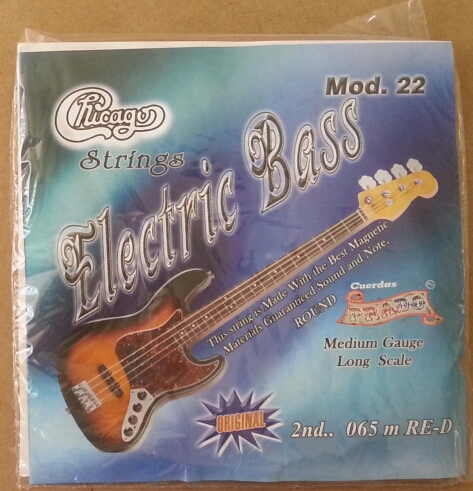 Mod. 22
Chicago
Strings
Electric Bass
This string is Made With the Best Magnetic
Materials Guaranteed Sound and Note.
ROUND
Cuerdas
PRADO
Medium Gauge
Long Scale
ORIGINAL
2nd.. 065 m RE-D